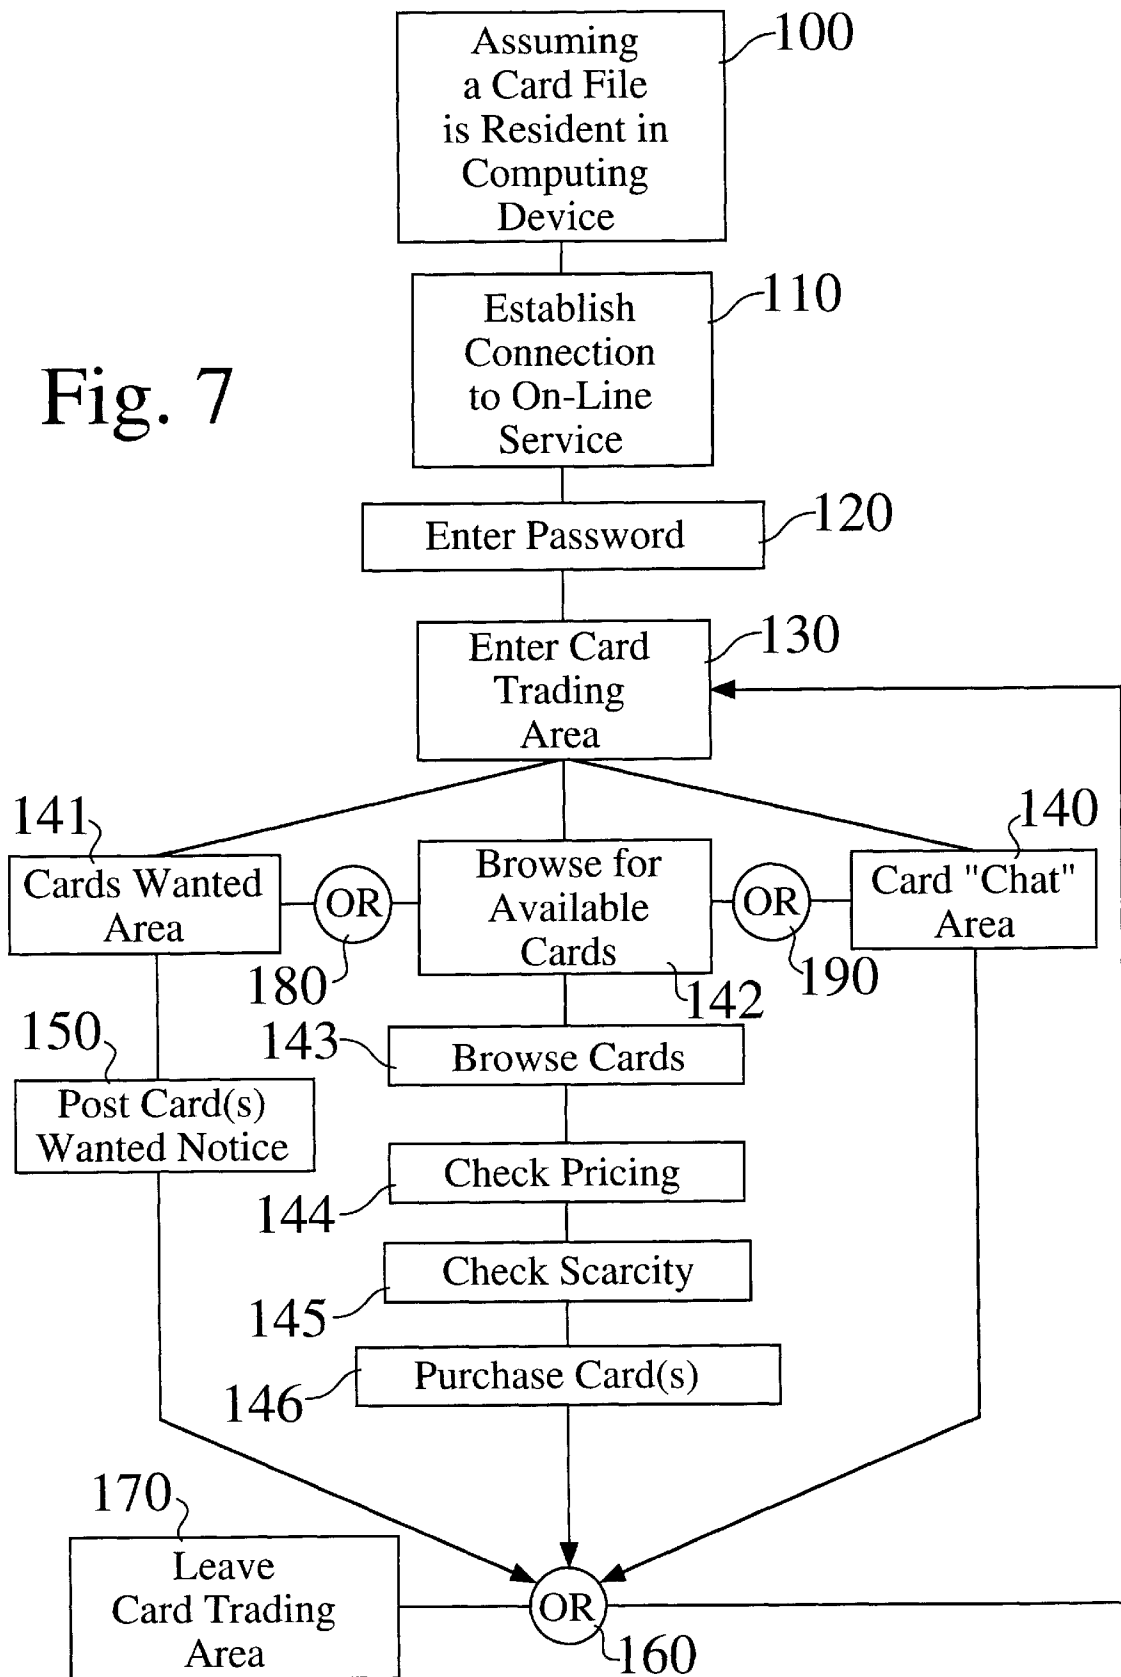 Assuming
a Card File
is Resident in
Computing
Device
100
Establish
Connection
to On-Line
Service
110
Fig. 7
Enter Password
120
Enter Card
Trading
Area
130
141
Cards Wanted
Area
OR
180
Browse for
Available
Cards
142
OR
190
140
Card "Chat"
Area
150
Post Card(s)
Wanted Notice
143
Browse Cards
144
Check Pricing
145
Check Scarcity
146
Purchase Card(s)
170
Leave
Card Trading
Area
OR
160